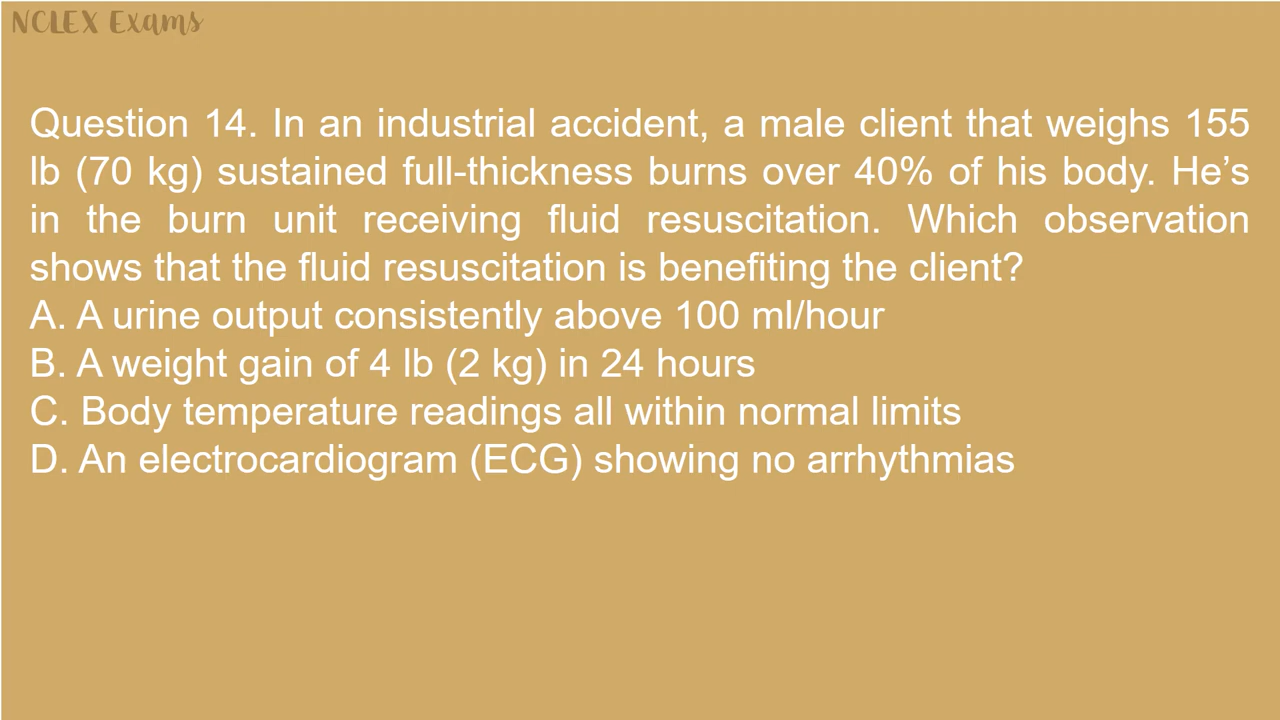 NCLEX Exams
Question 14. In an industrial accident, a male client that weighs 155
lb (70 kg) sustained full-thickness burns over 40% of his body. He’s
in the burn unit receiving fluid resuscitation. Which observation
shows that the fluid resuscitation is benefiting the client?
A. A urine output consistently above 100 ml/hour
B. A weight gain of 4 lb (2 kg) in 24 hours
C. Body temperature readings all within normal limits
D. An electrocardiogram (ECG) showing no arrhythmias